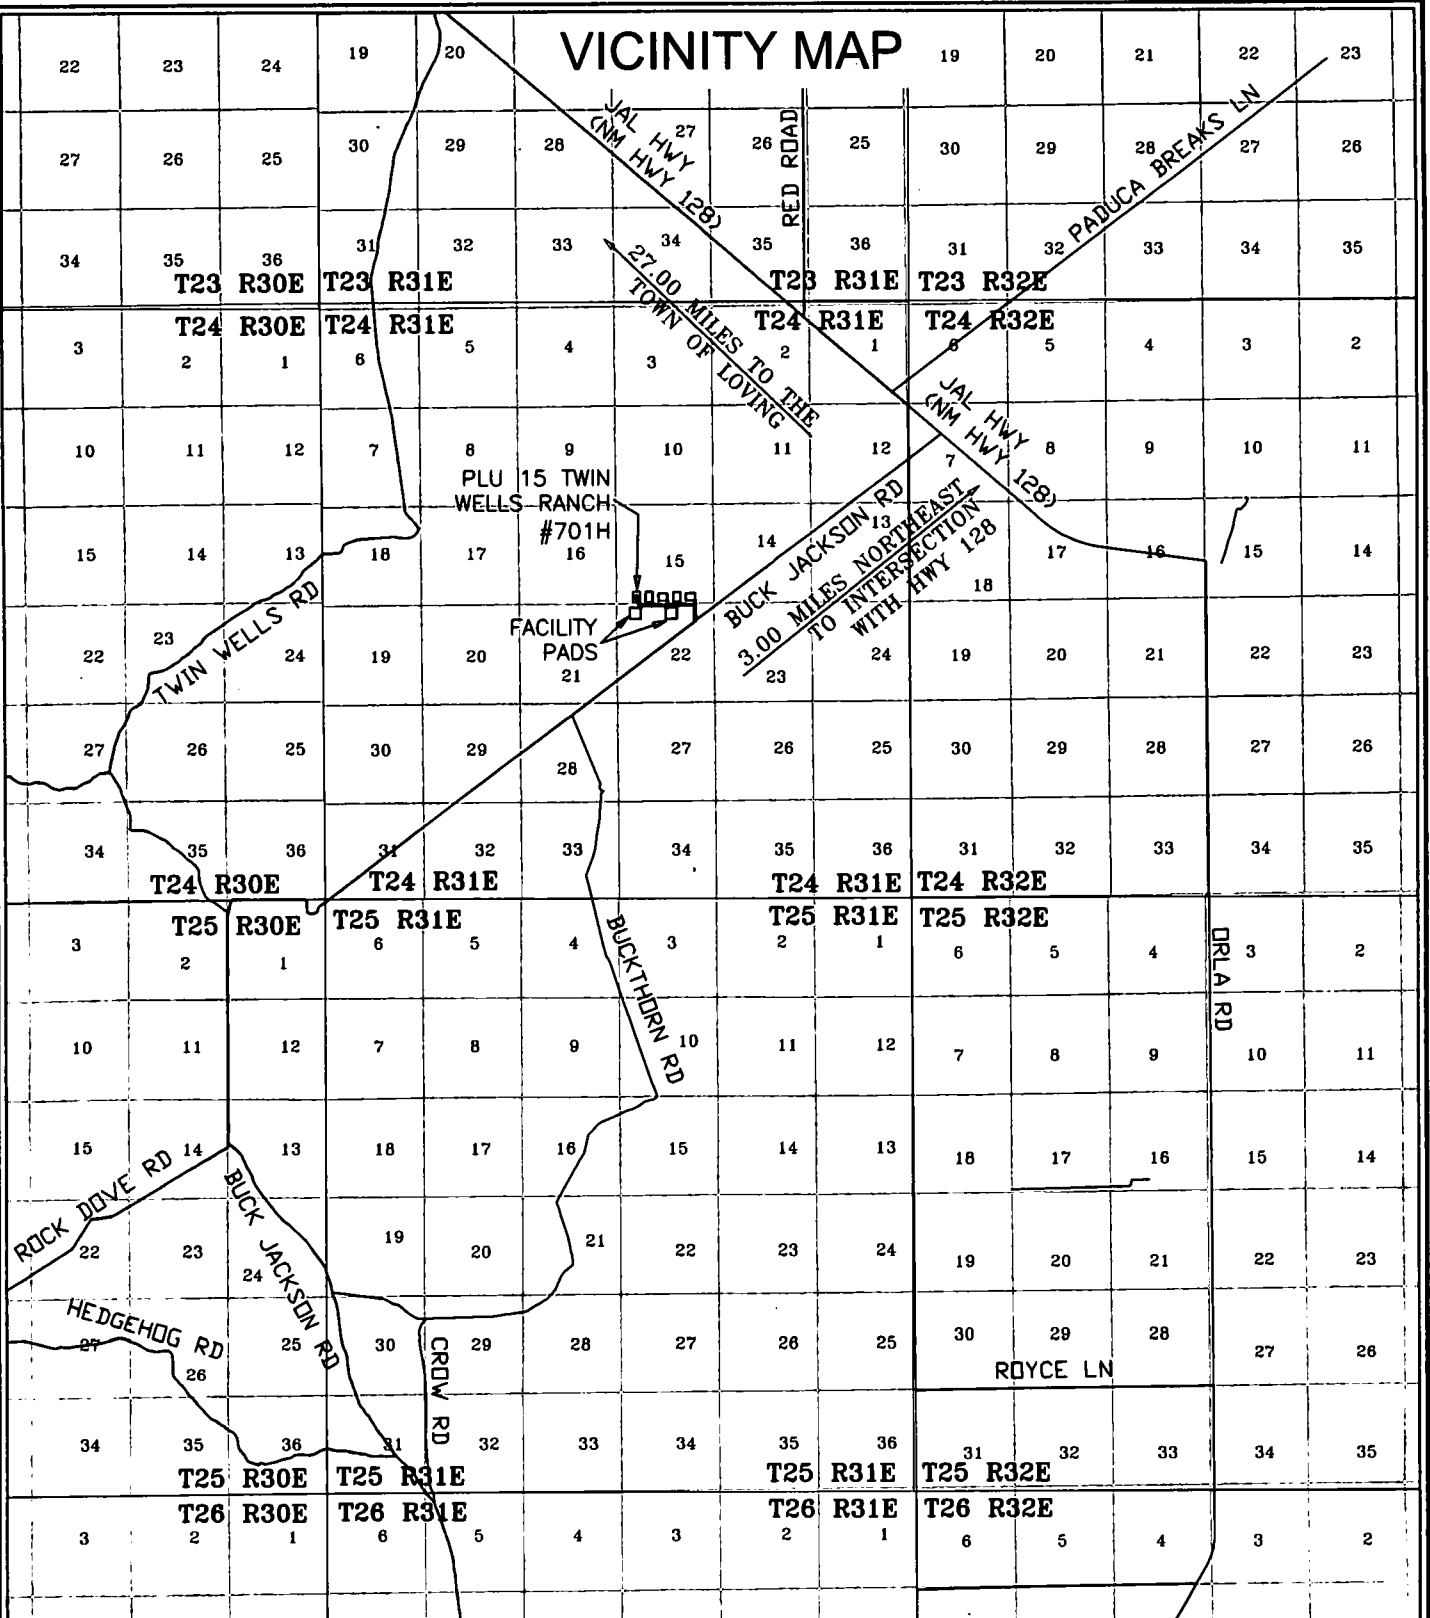 VICINITY MAP
22 23 24 19 20 19 20 21 22 23
JAL HWY
(NM HWY 128)
RED ROAD
PADUCA BREAKS LN
27 26 25 30 29 28 27 26 25 30 29 28 27 26
34 35 36 31 32 33 34 35 36 31 32 33 34 35
T23 R30E T23 R31E T23 R31E T23 R32E
27.00 MILES TO THE
TOWN OF LOVING
T24 R30E T24 R31E T24 R31E T24 R32E
3 2 1 6 5 4 3 2 1 6 5 4 3 2
JAL HWY
(NM HWY 128)
10 11 12 7 8 9 10 11 12 7 8 9 10 11
PLU 15 TWIN
WELLS RANCH
#701H
BUCK JACKSON RD
3.00 MILES NORTHEAST
TO INTERSECTION
WITH HWY 128
15 14 13 18 17 16 15 14 13 18 17 16 15 14
TWIN WELLS RD
FACILITY
PADS
22 23 24 19 20 21 22 23 24 19 20 21 22 23
27 26 25 30 29 28 27 26 25 30 29 28 27 26
34 35 36 31 32 33 34 35 36 31 32 33 34 35
T24 R30E T24 R31E T24 R31E T24 R32E
T25 R30E T25 R31E T25 R31E T25 R32E
3 2 1 6 5 4 3 2 1 6 5 4 3 2
BUCKTHORN RD
ORLA RD
10 11 12 7 8 9 10 11 12 7 8 9 10 11
15 14 13 18 17 16 15 14 13 18 17 16 15 14
ROCK DOVE RD
BUCK JACKSON RD
22 23 24 19 20 21 22 23 24 19 20 21 22 23
HEDGEHOG RD
27 26 25 30 29 28 27 26 25 30 29 28 27 26
CROW RD
ROYCE LN
34 35 36 31 32 33 34 35 36 31 32 33 34 35
T25 R30E T25 R31E T25 R31E T25 R32E
T26 R30E T26 R31E T26 R31E T26 R32E
3 2 1 6 5 4 3 2 1 6 5 4 3 2